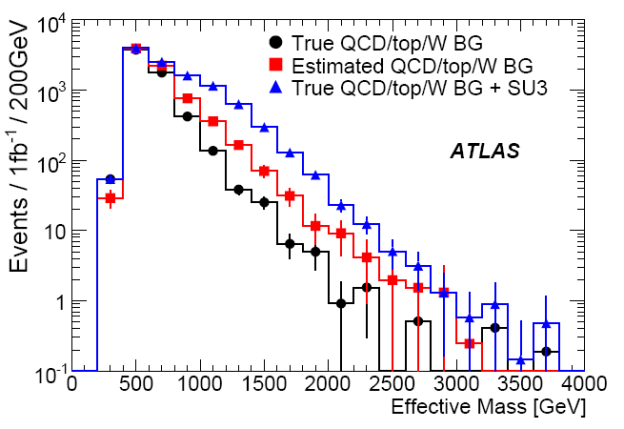 Events / 1fb⁻¹ / 200GeV
10⁴
10³
10²
10
1
10⁻¹
True QCD/top/W BG
Estimated QCD/top/W BG
True QCD/top/W BG + SU3
ATLAS
0 500 1000 1500 2000 2500 3000 3500 4000
Effective Mass [GeV]